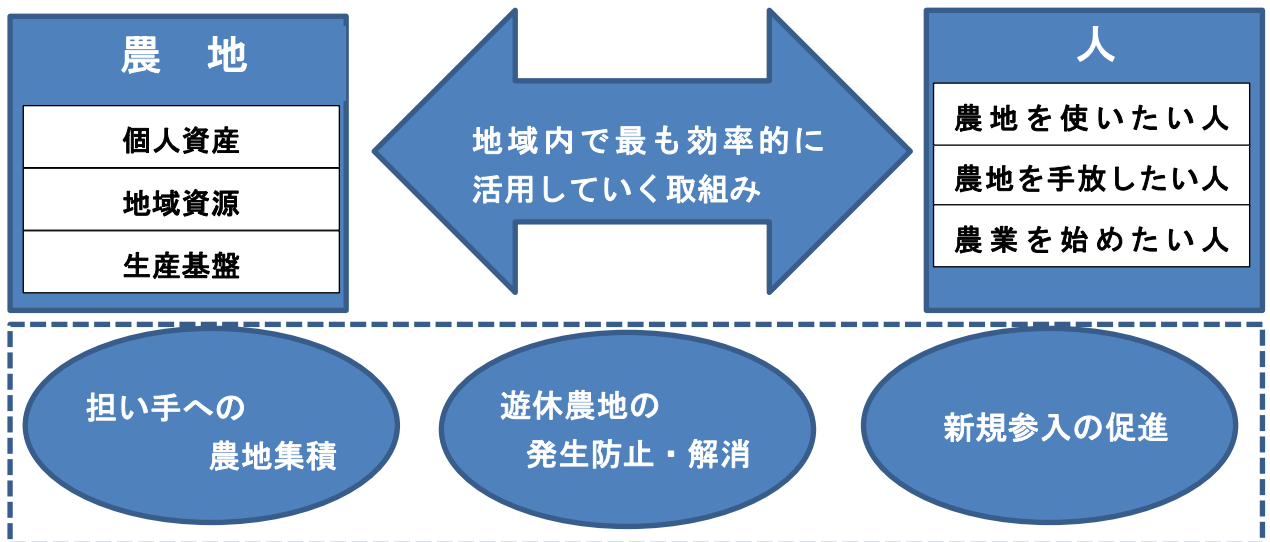 農　地
個人資産
地域資源
生産基盤
地域内で最も効率的に
活用していく取組み
人
農地を使いたい人
農地を手放したい人
農業を始めたい人
担い手への
農地集積
遊休農地の
発生防止・解消
新規参入の促進